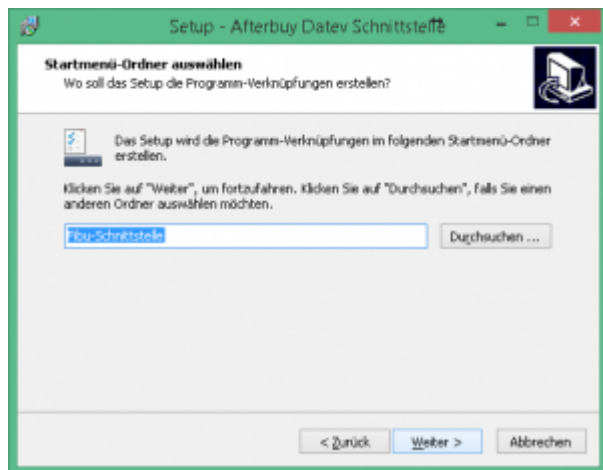 Setup - Afterbuy Datev Schnittstelle
Startmenü-Ordner auswählen
Wo soll das Setup die Programm-Verknüpfungen erstellen?
Das Setup wird die Programm-Verknüpfungen im folgenden Startmenü-Ordner
erstellen.
Klicken Sie auf "Weiter", um fortzufahren. Klicken Sie auf "Durchsuchen", falls Sie einen
anderen Ordner auswählen möchten.
Fibu-Schnittstelle
Durchsuchen ...
< Zurück
Weiter >
Abbrechen